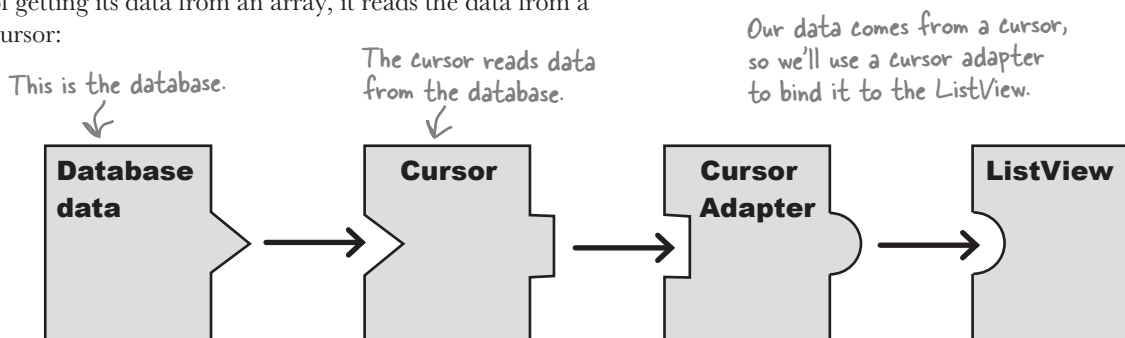 of getting its data from an array, it reads the data from a
ursor:
This is the database.
The cursor reads data
from the database.
Our data comes from a cursor,
so we'll use a cursor adapter
to bind it to the ListView.
Database
data
Cursor
Cursor
Adapter
ListView